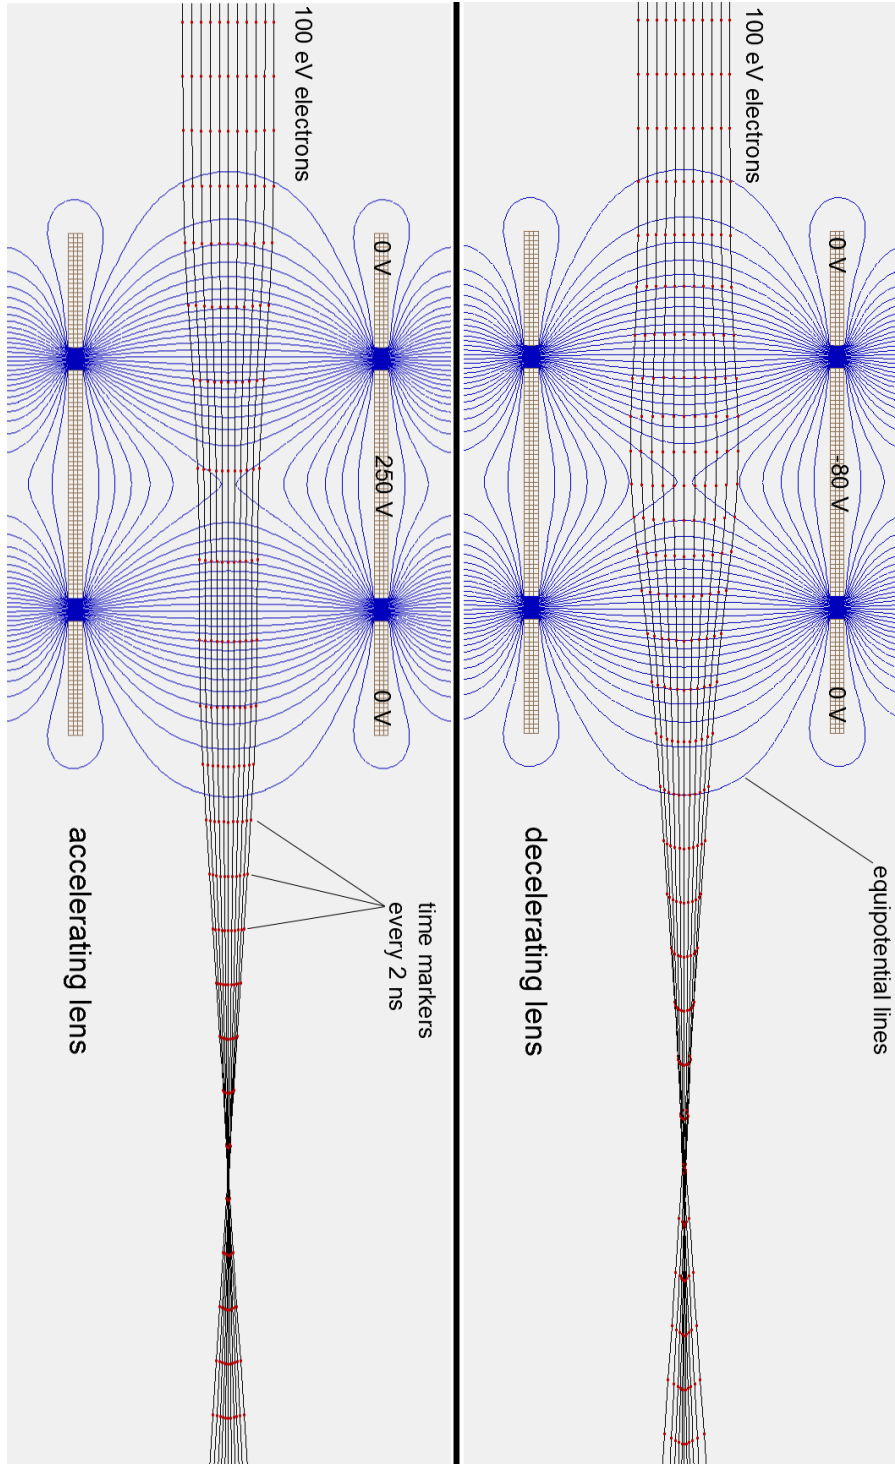 100 eV electrons
0 V
-80 V
0 V
decelerating lens
equipotential lines
100 eV electrons
0 V
250 V
0 V
accelerating lens
time markers
every 2 ns